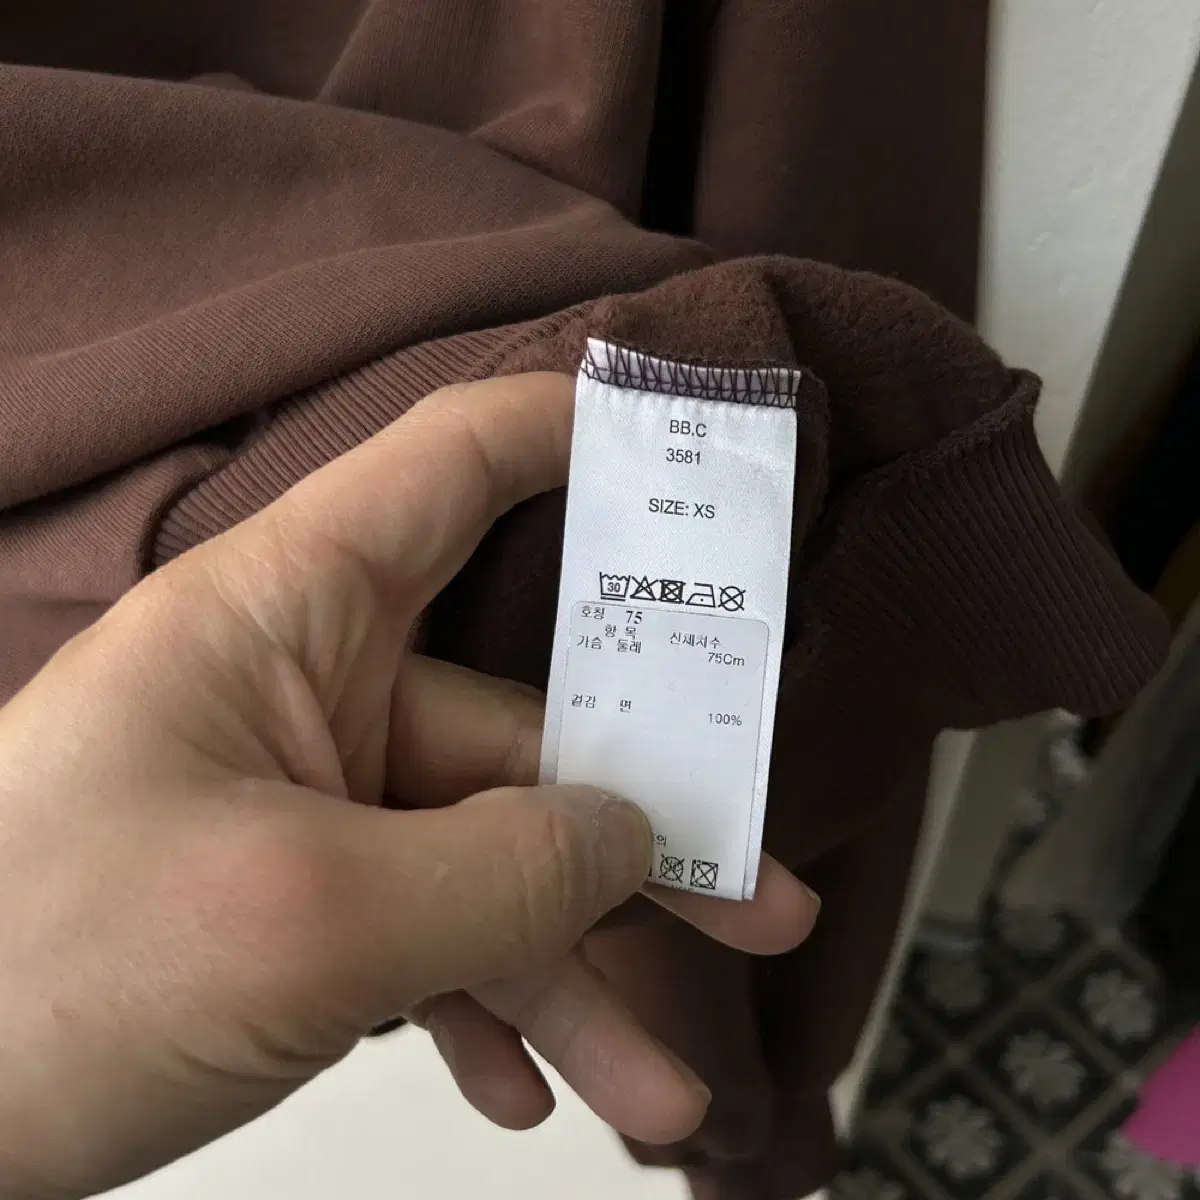 BB.C
3581
SIZE: XS
30
호칭 75
항 목 신체치수
가슴 둘레 75Cm
겉감 면 100%